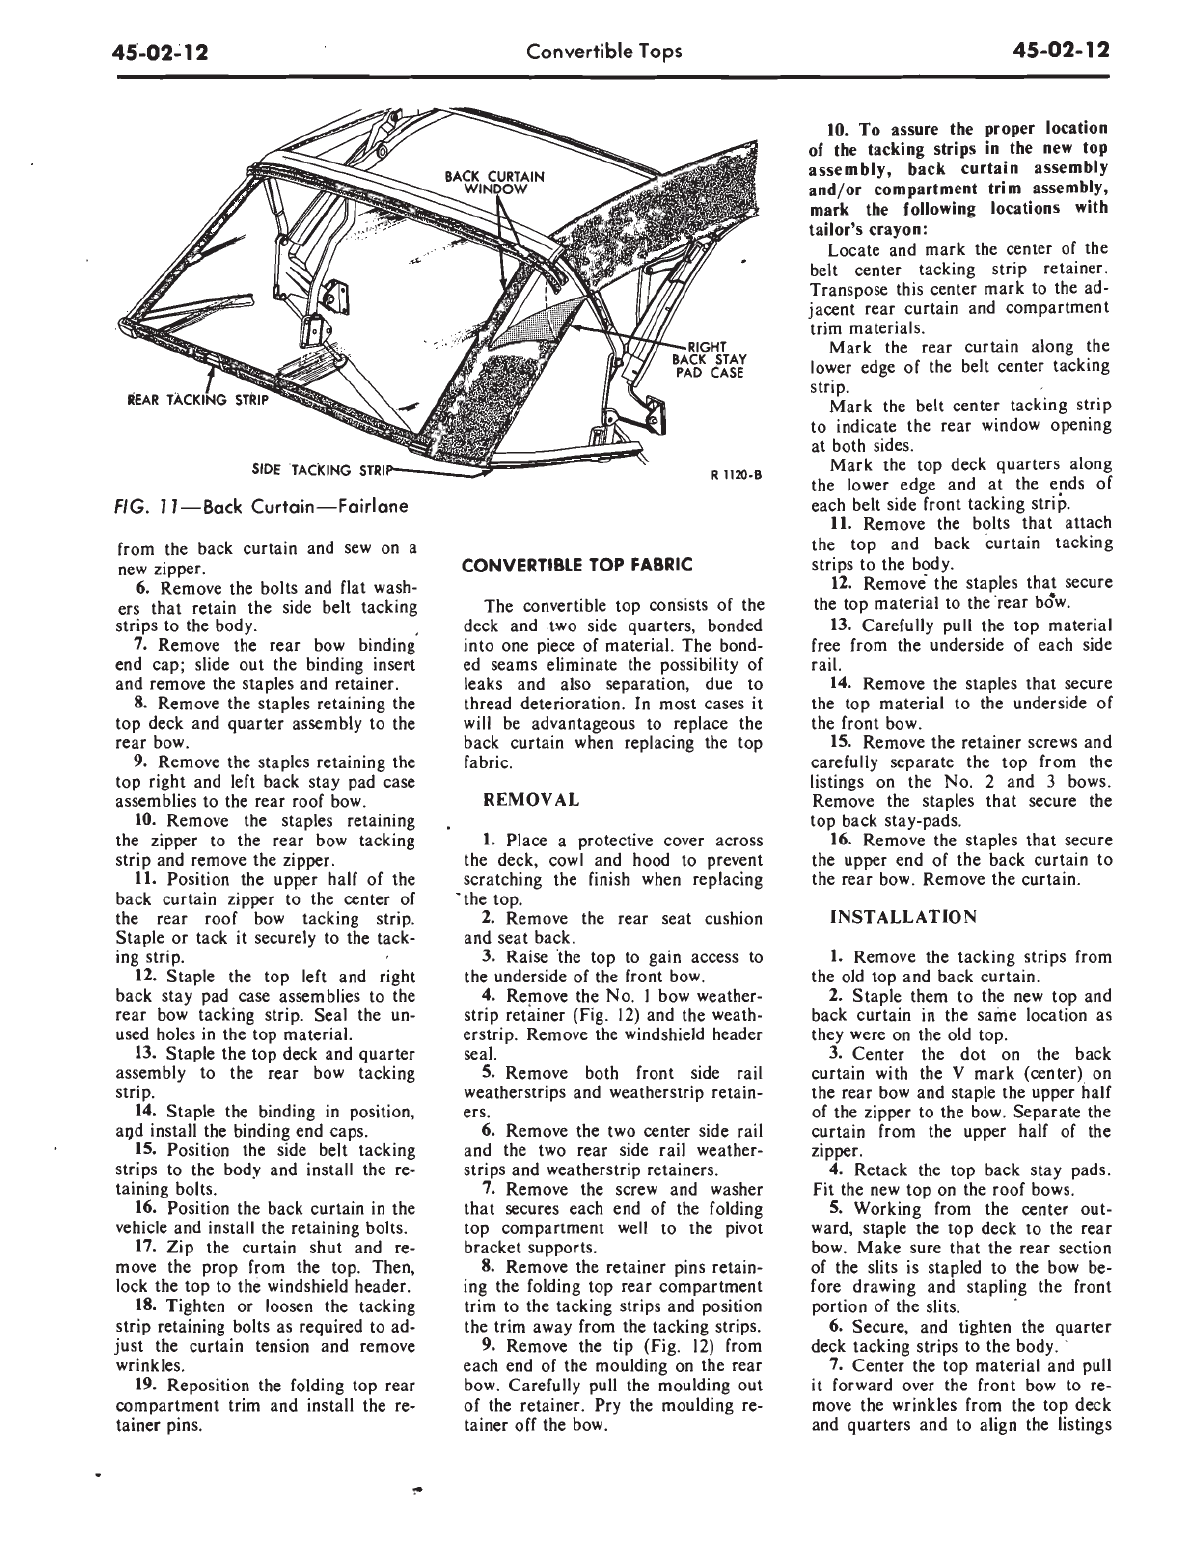 45-02-12
Convertible Tops
45-02-12
BACK CURTAIN
WINDOW
RIGHT
BACK STAY
PAD CASE
REAR TACKING STRIP
SIDE TACKING STRIP
R 1120-B
FIG. 11—Back Curtain—Fairlane
from the back curtain and sew on a
new zipper.
6. Remove the bolts and flat wash-
ers that retain the side belt tacking
strips to the body.
7. Remove the rear bow binding
end cap; slide out the binding insert
and remove the staples and retainer.
8. Remove the staples retaining the
top deck and quarter assembly to the
rear bow.
9. Remove the staples retaining the
top right and left back stay pad case
assemblies to the rear roof bow.
10. Remove the staples retaining
the zipper to the rear bow tacking
strip and remove the zipper.
11. Position the upper half of the
back curtain zipper to the center of
the rear roof bow tacking strip.
Staple or tack it securely to the tack-
ing strip.
12. Staple the top left and right
back stay pad case assemblies to the
rear bow tacking strip. Seal the un-
used holes in the top material.
13. Staple the top deck and quarter
assembly to the rear bow tacking
strip.
14. Staple the binding in position,
and install the binding end caps.
15. Position the side belt tacking
strips to the body and install the re-
taining bolts.
16. Position the back curtain in the
vehicle and install the retaining bolts.
17. Zip the curtain shut and re-
move the prop from the top. Then,
lock the top to the windshield header.
18. Tighten or loosen the tacking
strip retaining bolts as required to ad-
just the curtain tension and remove
wrinkles.
19. Reposition the folding top rear
compartment trim and install the re-
tainer pins.
CONVERTIBLE TOP FABRIC
The convertible top consists of the
deck and two side quarters, bonded
into one piece of material. The bond-
ed seams eliminate the possibility of
leaks and also separation, due to
thread deterioration. In most cases it
will be advantageous to replace the
back curtain when replacing the top
fabric.
REMOVAL
1. Place a protective cover across
the deck, cowl and hood to prevent
scratching the finish when replacing
the top.
2. Remove the rear seat cushion
and seat back.
3. Raise the top to gain access to
the underside of the front bow.
4. Remove the No. 1 bow weather-
strip retainer (Fig. 12) and the weath-
erstrip. Remove the windshield header
seal.
5. Remove both front side rail
weatherstrips and weatherstrip retain-
ers.
6. Remove the two center side rail
and the two rear side rail weather-
strips and weatherstrip retainers.
7. Remove the screw and washer
that secures each end of the folding
top compartment well to the pivot
bracket supports.
8. Remove the retainer pins retain-
ing the folding top rear compartment
trim to the tacking strips and position
the trim away from the tacking strips.
9. Remove the tip (Fig. 12) from
each end of the moulding on the rear
bow. Carefully pull the moulding out
of the retainer. Pry the moulding re-
tainer off the bow.
10. To assure the proper location
of the tacking strips in the new top
assembly, back curtain assembly
and/or compartment trim assembly,
mark the following locations with
tailor's crayon:
Locate and mark the center of the
belt center tacking strip retainer.
Transpose this center mark to the ad-
jacent rear curtain and compartment
trim materials.
Mark the rear curtain along the
lower edge of the belt center tacking
strip.
Mark the belt center tacking strip
to indicate the rear window opening
at both sides.
Mark the top deck quarters along
the lower edge and at the ends of
each belt side front tacking strip.
11. Remove the bolts that attach
the top and back curtain tacking
strips to the body.
12. Remove the staples that secure
the top material to the rear bow.
13. Carefully pull the top material
free from the underside of each side
rail.
14. Remove the staples that secure
the top material to the underside of
the front bow.
15. Remove the retainer screws and
carefully separate the top from the
listings on the No. 2 and 3 bows.
Remove the staples that secure the
top back stay-pads.
16. Remove the staples that secure
the upper end of the back curtain to
the rear bow. Remove the curtain.
INSTALLATION
1. Remove the tacking strips from
the old top and back curtain.
2. Staple them to the new top and
back curtain in the same location as
they were on the old top.
3. Center the dot on the back
curtain with the V mark (center) on
the rear bow and staple the upper half
of the zipper to the bow. Separate the
curtain from the upper half of the
zipper.
4. Retack the top back stay pads.
Fit the new top on the roof bows.
5. Working from the center out-
ward, staple the top deck to the rear
bow. Make sure that the rear section
of the slits is stapled to the bow be-
fore drawing and stapling the front
portion of the slits.
6. Secure, and tighten the quarter
deck tacking strips to the body.
7. Center the top material and pull
it forward over the front bow to re-
move the wrinkles from the top deck
and quarters and to align the listings